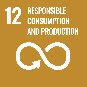 12 RESPONSIBLE
CONSUMPTION
AND PRODUCTION